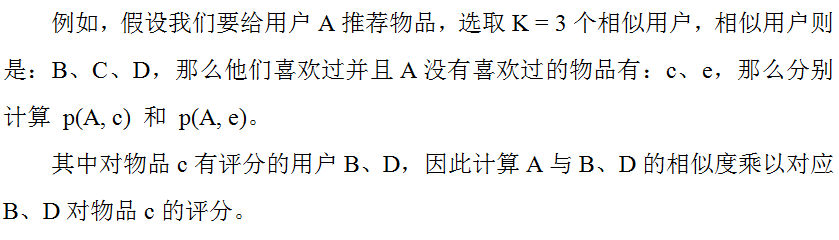 例如，假设我们要给用户 A 推荐物品，选取 K = 3 个相似用户，相似用户则
是：B、C、D，那么他们喜欢过并且 A 没有喜欢过的物品有：c、e，那么分别
计算 p(A, c) 和 p(A, e)。
其中对物品 c 有评分的用户 B、D，因此计算 A 与 B、D 的相似度乘以对应
B、D 对物品 c 的评分。